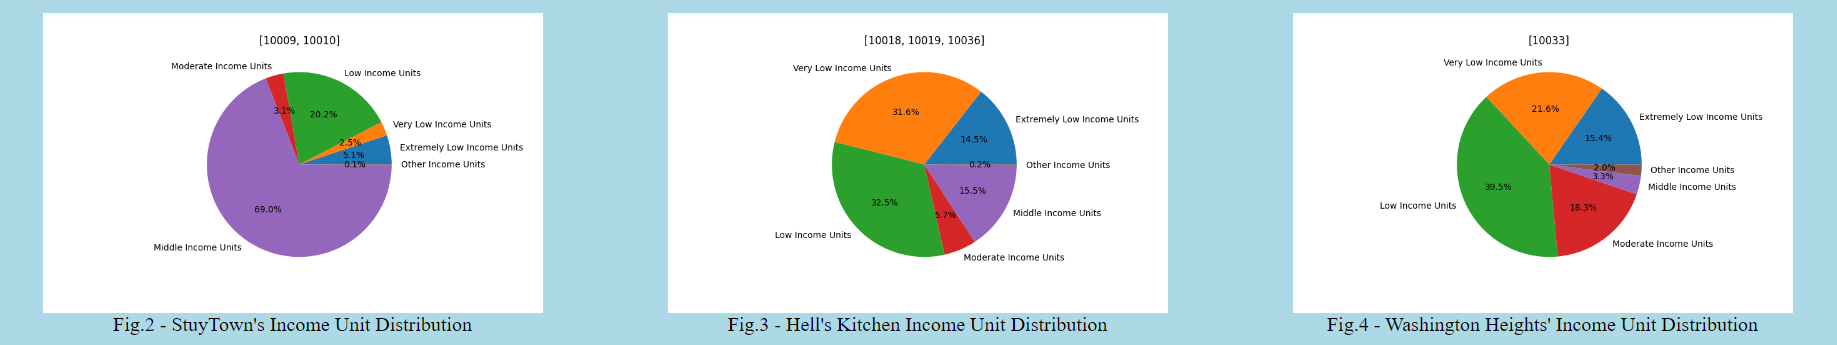 [10009, 10010]
Moderate Income Units
Low Income Units
3.1%
20.2%
Very Low Income Units
2.5%
Extremely Low Income Units
5.1%
Other Income Units
0.1%
69.0%
Middle Income Units
Fig.2 - StuyTown's Income Unit Distribution
[10018, 10019, 10036]
Very Low Income Units
31.6%
Extremely Low Income Units
14.5%
0.2%
Other Income Units
15.5%
32.5%
Middle Income Units
5.7%
Low Income Units
Moderate Income Units
Fig.3 - Hell's Kitchen Income Unit Distribution
[10033]
Very Low Income Units
21.6%
Extremely Low Income Units
15.4%
2.0%
Other Income Units
3.3%
Middle Income Units
39.5%
Low Income Units
18.3%
Moderate Income Units
Fig.4 - Washington Heights' Income Unit Distribution